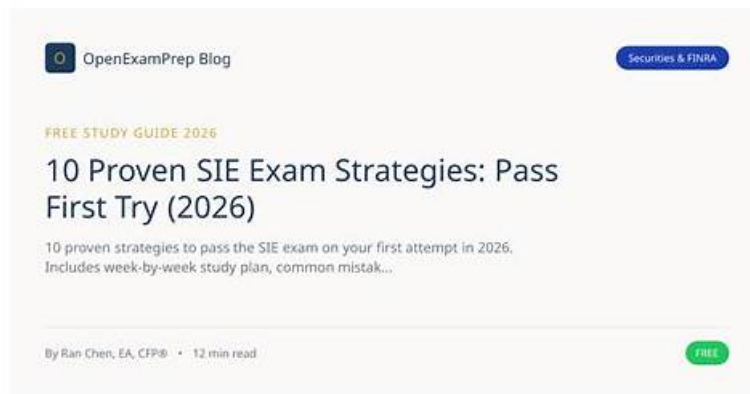 O OpenExamPrep Blog
Securities & FINRA
FREE STUDY GUIDE 2026
10 Proven SIE Exam Strategies: Pass
First Try (2026)
10 proven strategies to pass the SIE exam on your first attempt in 2026.
Includes week-by-week study plan, common mistak...
By Ran Chen, EA, CFP® • 12 min read
FREE